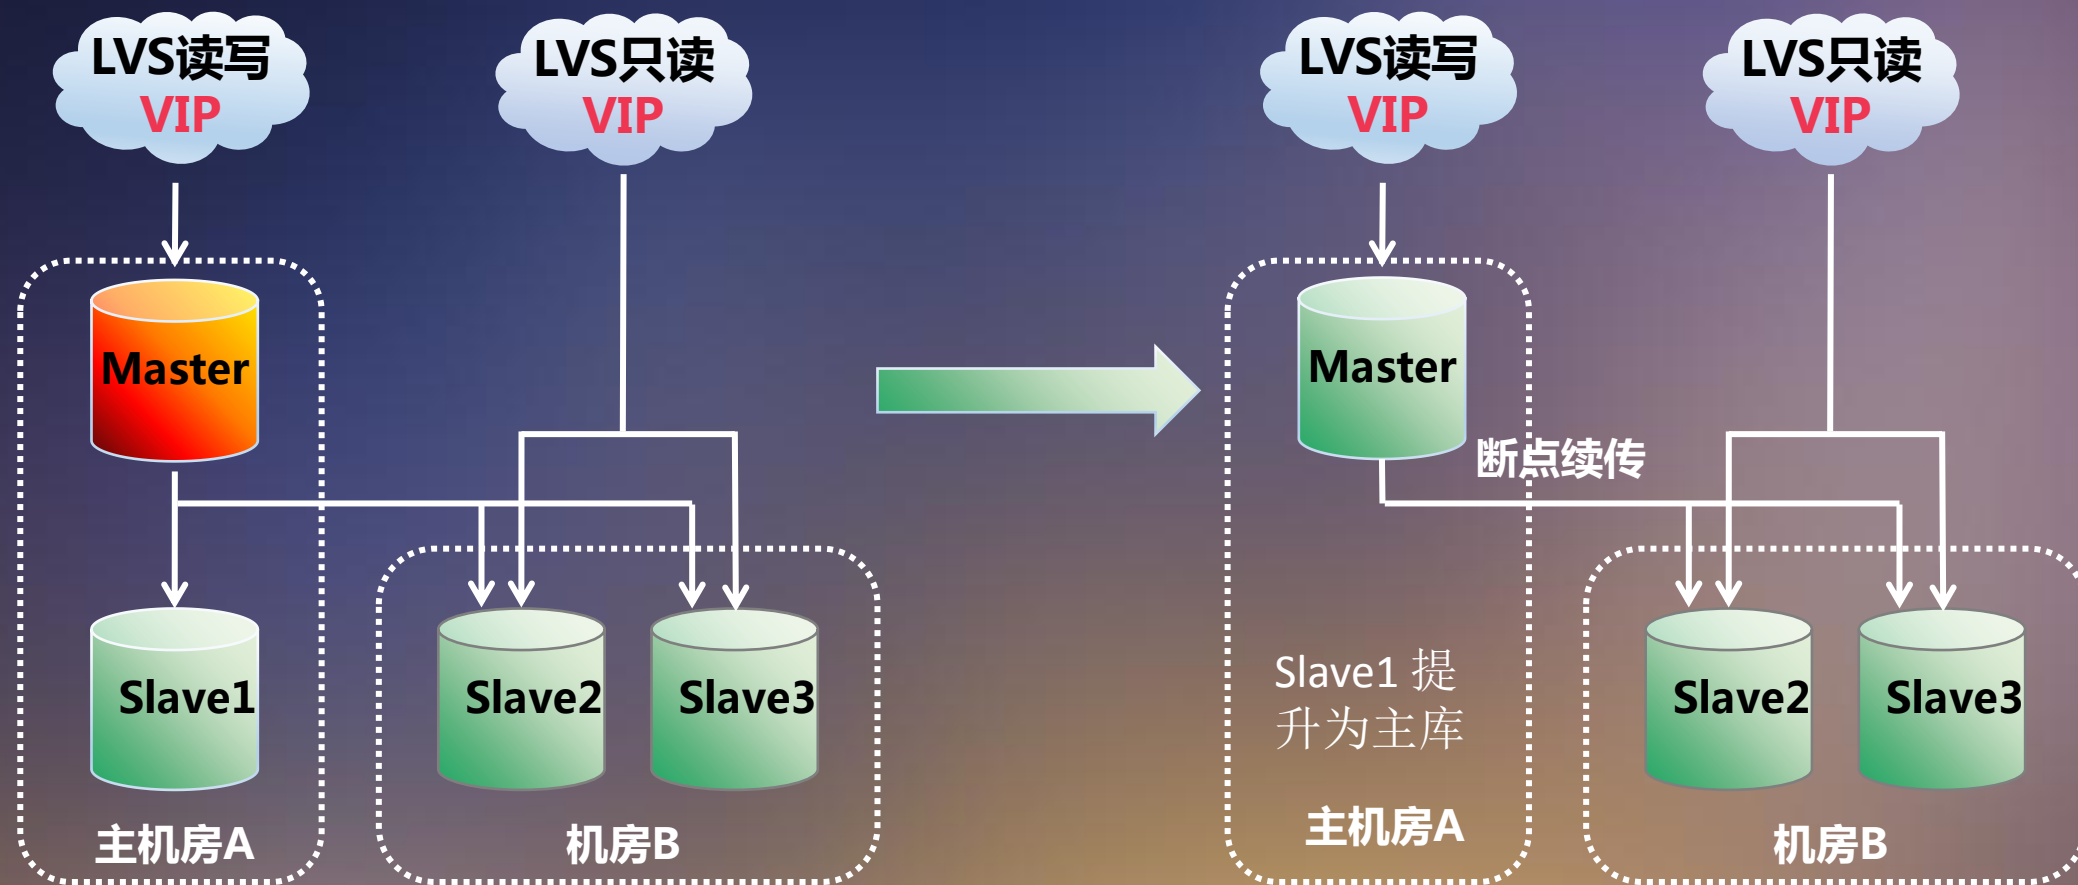 LVS读写
VIP
LVS只读
VIP
Master
Slave1
Slave2
Slave3
主机房A
机房B
LVS读写
VIP
LVS只读
VIP
Master
断点续传
Slave1 提
升为主库
Slave2
Slave3
主机房A
机房B